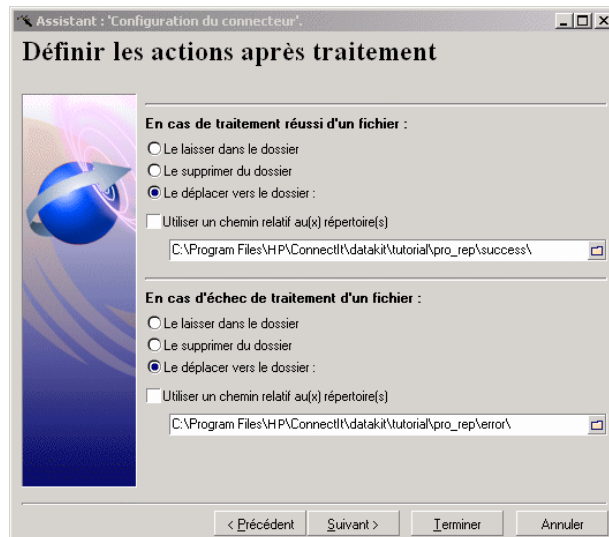 Assistant : 'Configuration du connecteur'.
Définir les actions après traitement
En cas de traitement réussi d'un fichier :
Le laisser dans le dossier
Le supprimer du dossier
Le déplacer vers le dossier :
Utiliser un chemin relatif au(x) répertoire(s)
C:\Program Files\HP\ConnectIt\datakit\tutorial\pro_rep\success\
En cas d'échec de traitement d'un fichier :
Le laisser dans le dossier
Le supprimer du dossier
Le déplacer vers le dossier :
Utiliser un chemin relatif au(x) répertoire(s)
C:\Program Files\HP\ConnectIt\datakit\tutorial\pro_rep\error\
< Précédent Suivant > Terminer Annuler